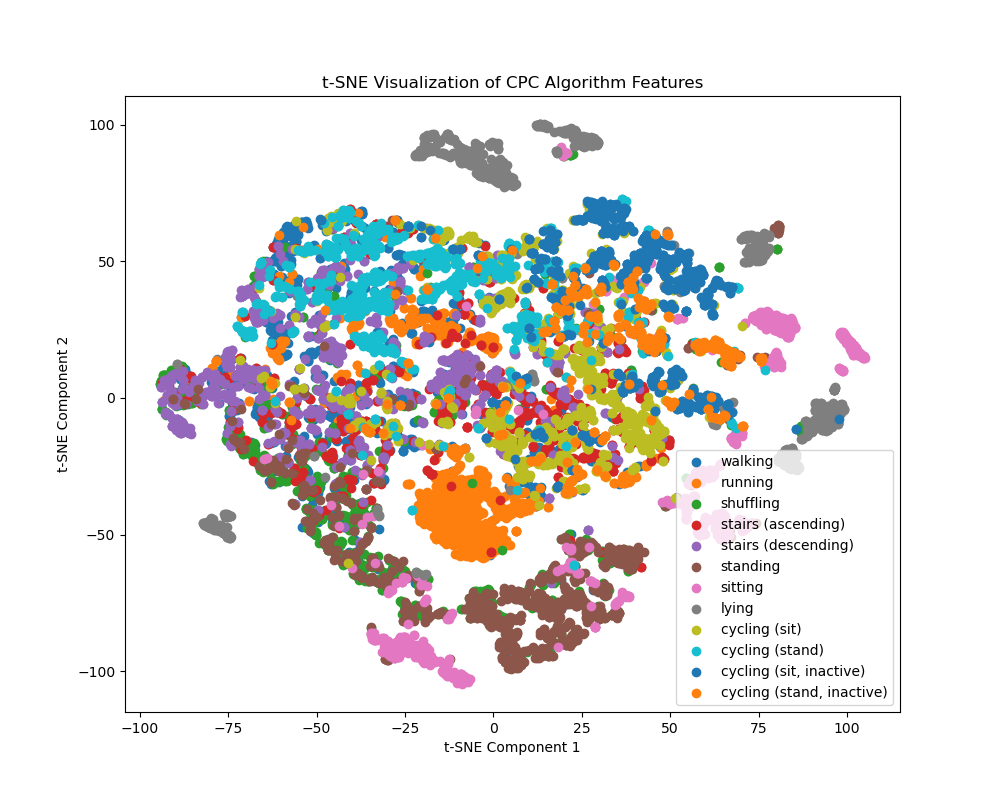 t-SNE Visualization of CPC Algorithm Features
100
50
0
−50
−100
t-SNE Component 2
walking
running
shuffling
stairs (ascending)
stairs (descending)
standing
sitting
lying
cycling (sit)
cycling (stand)
cycling (sit, inactive)
cycling (stand, inactive)
−100 −75 −50 −25 0 25 50 75 100
t-SNE Component 1